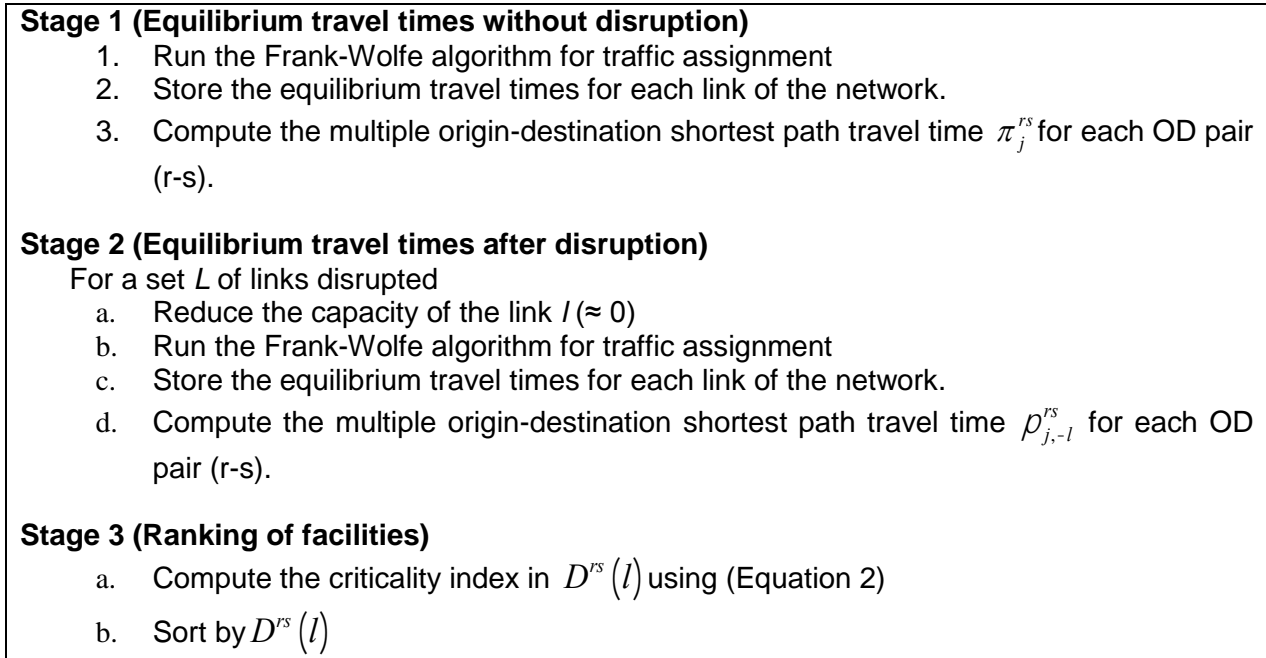 Stage 1 (Equilibrium travel times without disruption)
1. Run the Frank-Wolfe algorithm for traffic assignment
2. Store the equilibrium travel times for each link of the network.
3. Compute the multiple origin-destination shortest path travel time π_j^{rs} for each OD pair
(r-s).
Stage 2 (Equilibrium travel times after disruption)
For a set L of links disrupted
a. Reduce the capacity of the link l (≈ 0)
b. Run the Frank-Wolfe algorithm for traffic assignment
c. Store the equilibrium travel times for each link of the network.
d. Compute the multiple origin-destination shortest path travel time p_{j,-l}^{rs} for each OD
pair (r-s).
Stage 3 (Ranking of facilities)
a. Compute the criticality index in D^{rs}(l) using (Equation 2)
b. Sort by D^{rs}(l)